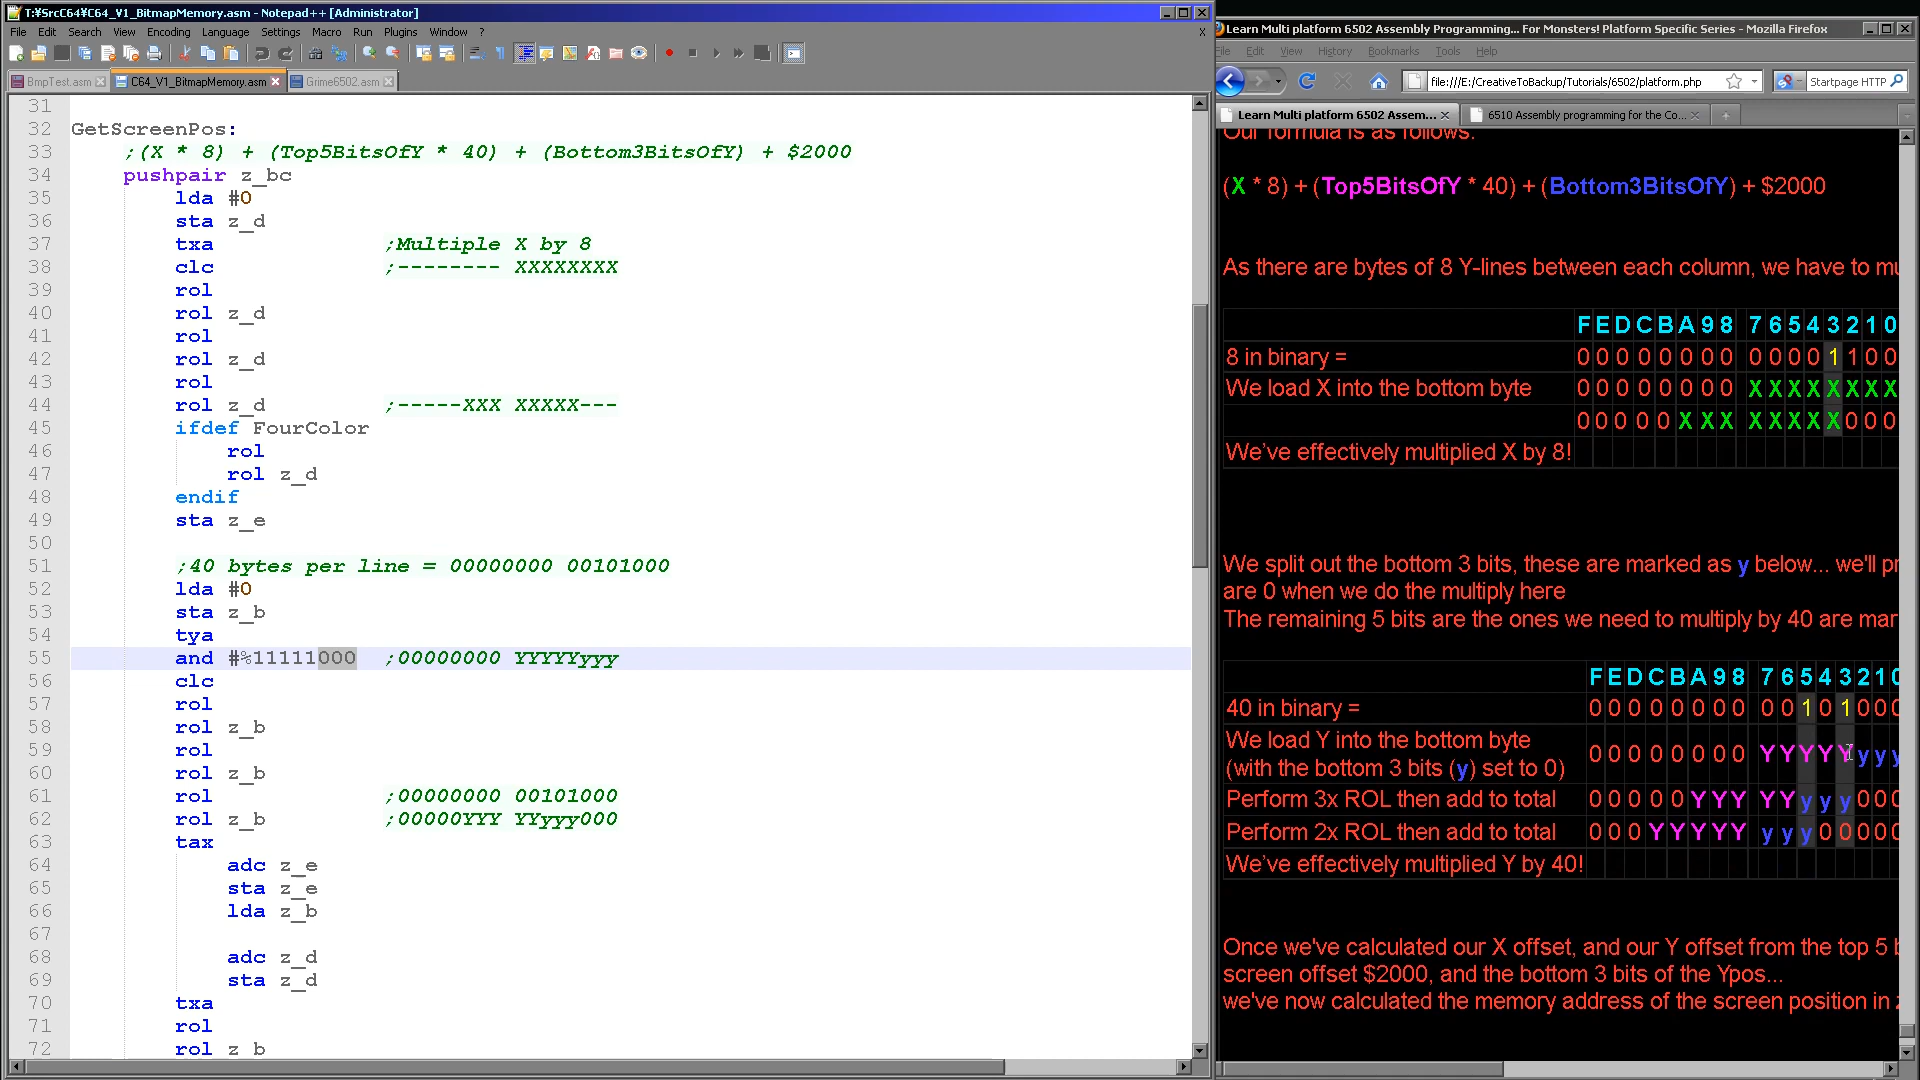 T:¥SrcC64¥C64_V1_BitmapMemory.asm - Notepad++ [Administrator]
File Edit Search View Encoding Language Settings Macro Run Plugins Window ? X
BmpTest.asm C64_V1_BitmapMemory.asm Grime6502.asm
31
32 GetScreenPos:
33 ;(X * 8) + (Top5BitsOfY * 40) + (Bottom3BitsOfY) + $2000
34 pushpair z_bc
35 lda #0
36 sta z_d
37 txa ;Multiple X by 8
38 clc ;-------- XXXXXXXX
39 rol
40 rol z_d
41 rol
42 rol z_d
43 rol
44 rol z_d ;-----XXX XXXXX---
45 ifdef FourColor
46 rol
47 rol z_d
48 endif
49 sta z_e
50
51 ;40 bytes per line = 00000000 00101000
52 lda #0
53 sta z_b
54 tya
55 and #%11111000 ;00000000 YYYYYyyy
56 clc
57 rol
58 rol z_b
59 rol
60 rol z_b
61 rol ;00000000 00101000
62 rol z_b ;00000YYY YYyyy000
63 tax
64 adc z_e
65 sta z_e
66 lda z_b
67
68 adc z_d
69 sta z_d
70 txa
71 rol
72 rol z_b
Learn Multi platform 6502 Assembly Programming... For Monsters! Platform Specific Series - Mozilla Firefox
File Edit View History Bookmarks Tools Help
file:///E:/CreativeToBackup/Tutorials/6502/platform.php Startpage HTTP
Learn Multi platform 6502 Assem... 6510 Assembly programming for the Co...
Our formula is as follows:
(X * 8) + (Top5BitsOfY * 40) + (Bottom3BitsOfY) + $2000
As there are bytes of 8 Y-lines between each column, we have to mu
F E D C B A 9 8 7 6 5 4 3 2 1 0
8 in binary = 0 0 0 0 0 0 0 0 0 0 0 0 1 1 0 0
We load X into the bottom byte 0 0 0 0 0 0 0 0 X X X X X X X X
0 0 0 0 0 X X X X X X X X 0 0 0
We've effectively multiplied X by 8!
We split out the bottom 3 bits, these are marked as y below... we'll pr
are 0 when we do the multiply here
The remaining 5 bits are the ones we need to multiply by 40 are mar
F E D C B A 9 8 7 6 5 4 3 2 1 0
40 in binary = 0 0 0 0 0 0 0 0 0 0 1 0 1 0 0 0
We load Y into the bottom byte
(with the bottom 3 bits (y) set to 0) 0 0 0 0 0 0 0 0 Y Y Y Y Y y y y
Perform 3x ROL then add to total 0 0 0 0 0 Y Y Y Y Y y y y 0 0 0
Perform 2x ROL then add to total 0 0 0 Y Y Y Y Y y y y 0 0 0 0 0
We've effectively multiplied Y by 40!
Once we've calculated our X offset, and our Y offset from the top 5 b
screen offset $2000, and the bottom 3 bits of the Ypos...
we've now calculated the memory address of the screen position in z